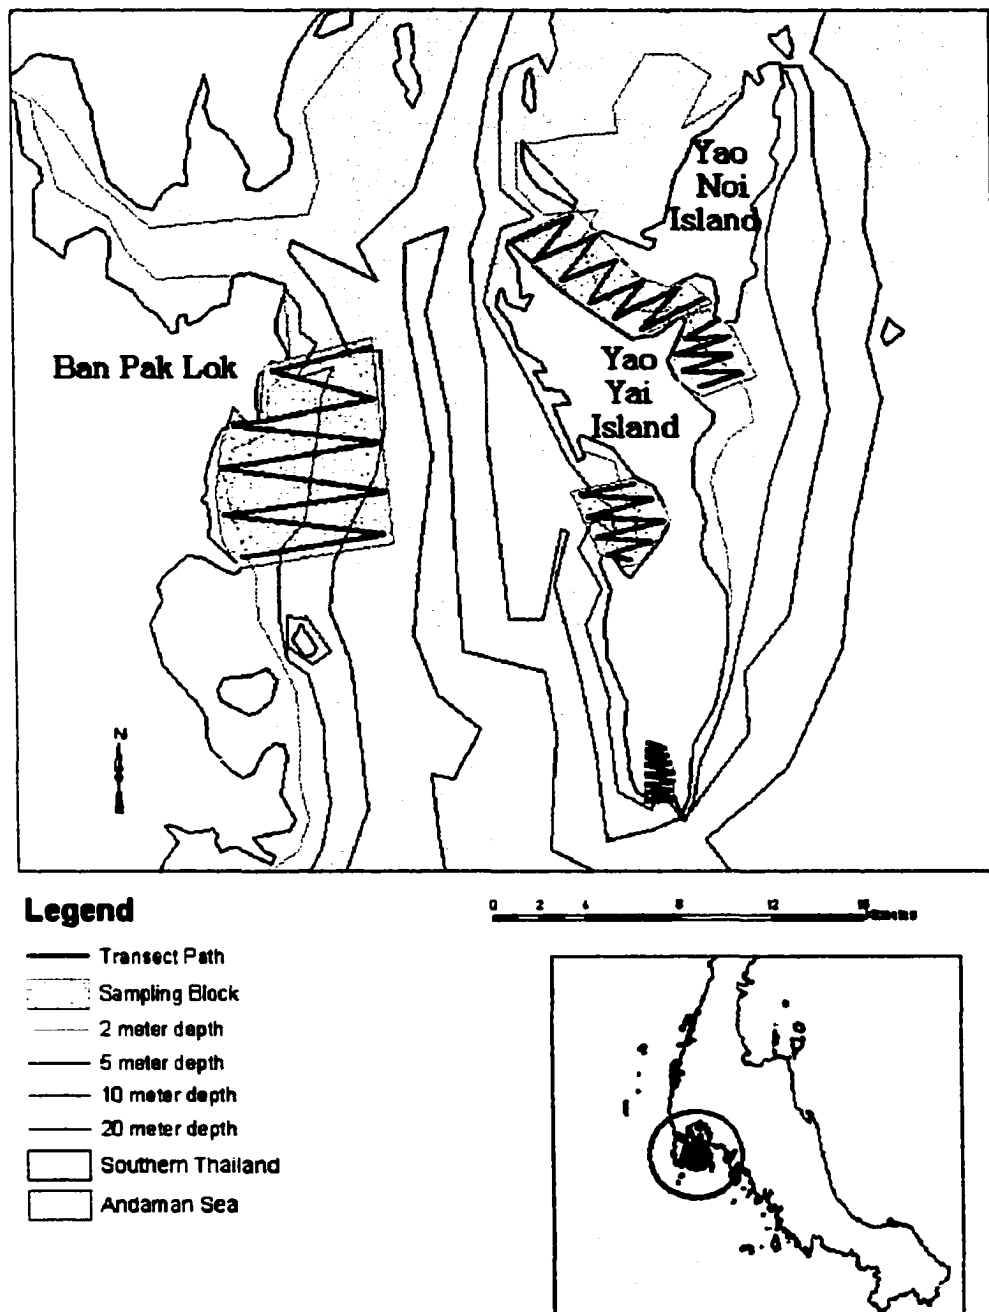 Yao
Noi
Island
Ban Pak Lok
Yao
Yai
Island
N
Legend
0 2 4 8 12
Transect Path
Sampling Block
2 meter depth
5 meter depth
10 meter depth
20 meter depth
Southern Thailand
Andaman Sea